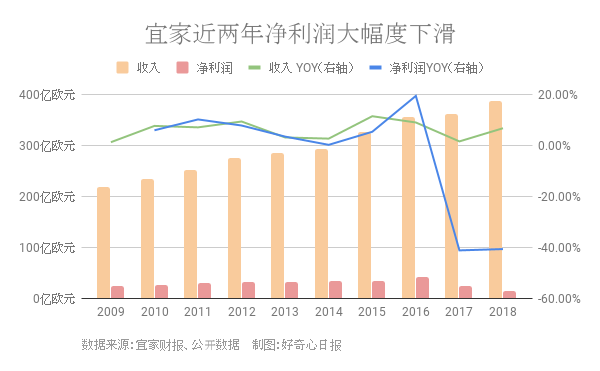 宜家近两年净利润大幅度下滑
收入 净利润 收入 YOY(右轴) 净利润YOY(右轴)
400亿欧元 20.00%
300亿欧元 0.00%
200亿欧元 -20.00%
100亿欧元 -40.00%
0亿欧元 -60.00%
2009 2010 2011 2012 2013 2014 2015 2016 2017 2018
数据来源:宜家财报、公开数据 制图:好奇心日报